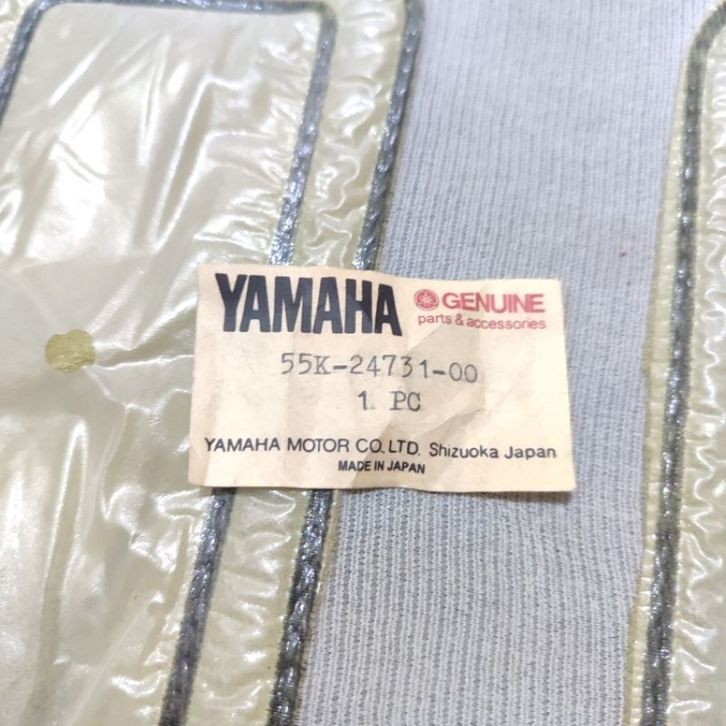 YAMAHA GENUINE
parts & accessories
55K-24731-00
1. PC
YAMAHA MOTOR CO. LTD. Shizuoka Japan
MADE IN JAPAN